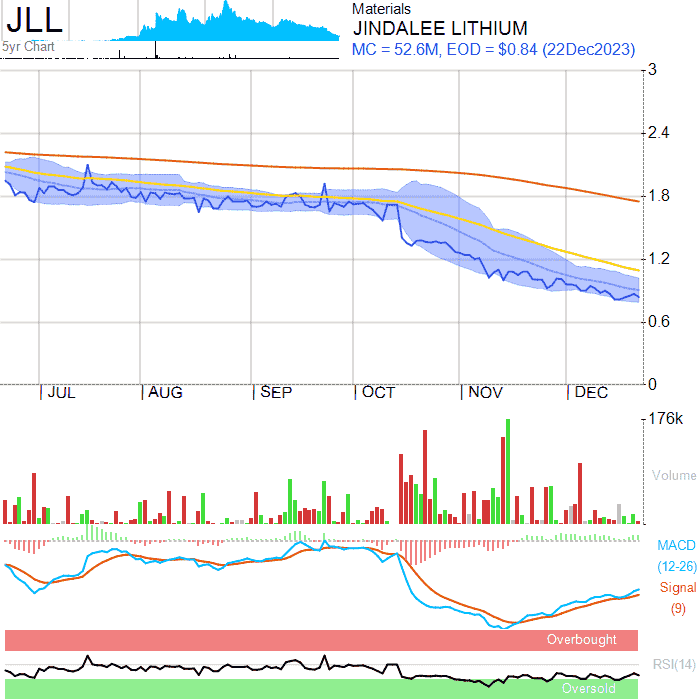 JLL
5yr Chart
Materials
JINDALEE LITHIUM
MC = 52.6M, EOD = $0.84 (22Dec2023)
3
2.4
1.8
1.2
0.6
0
JUL AUG SEP OCT NOV DEC
176k
Volume
MACD
(12-26)
Signal
(9)
Overbought
RSI(14)
Oversold